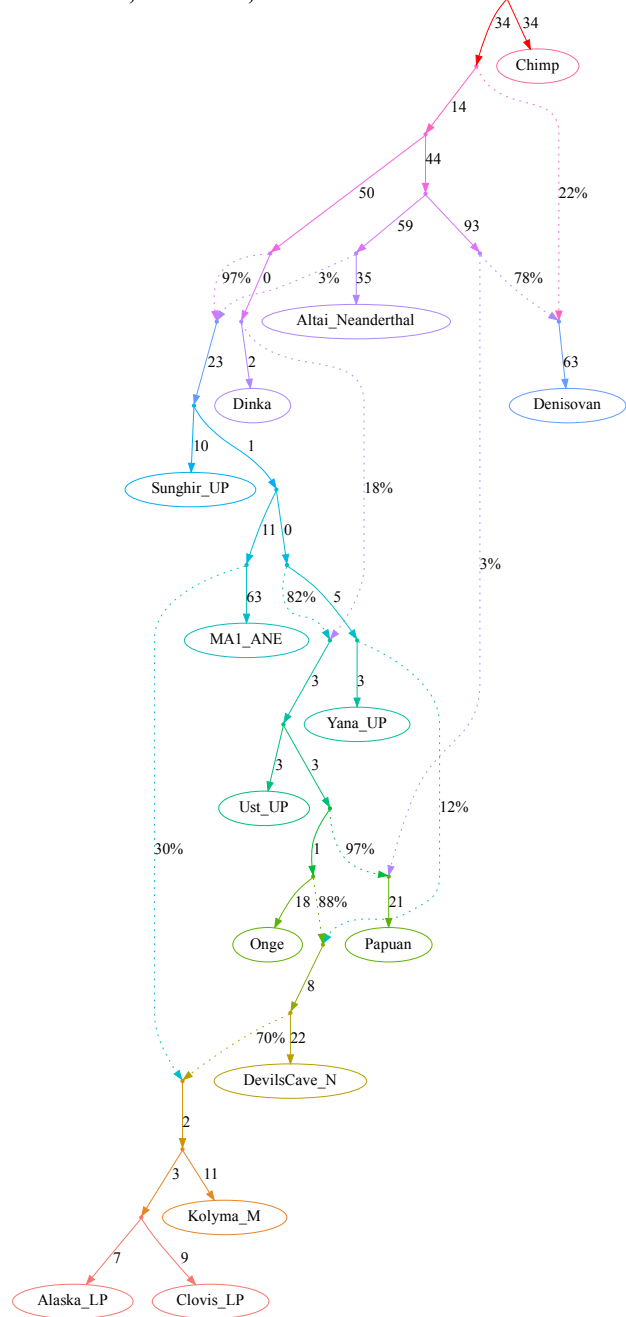 34 34
Chimp
14
44
50
22%
59 93
97% 0 3% 35 78%
Altai_Neanderthal
23 2 63
Dinka Denisovan
10 1
Sunghir_UP 18%
11 0
3%
63 82% 5
MA1_ANE
3 3
Yana_UP
3 3
Ust_UP 12%
30% 1 97%
18 88% 21
Onge Papuan
8
70% 22
DevilsCave_N
2
3 11
Kolyma_M
7 9
Alaska_LP Clovis_LP